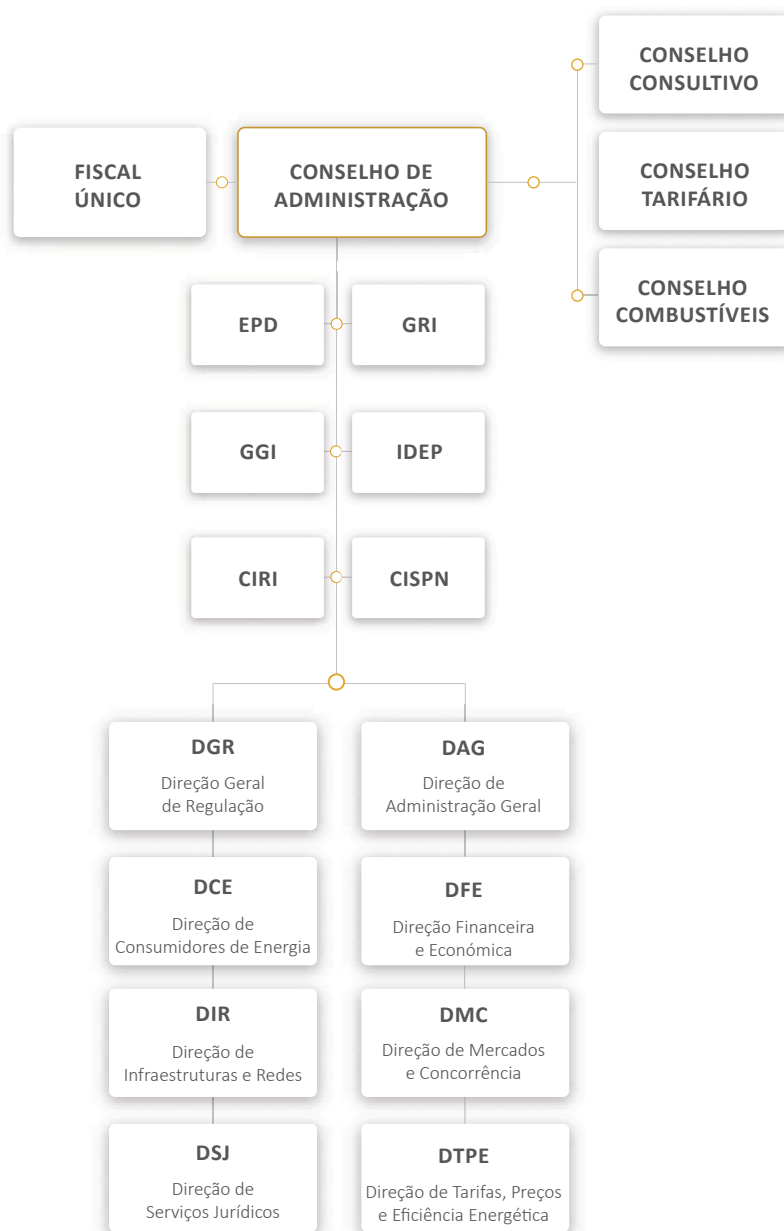 CONSELHO
CONSULTIVO
FISCAL
ÚNICO
CONSELHO DE
ADMINISTRAÇÃO
CONSELHO
TARIFÁRIO
CONSELHO
COMBUSTÍVEIS
EPD
GRI
GGI
IDEP
CIRI
CISPN
DGR
Direção Geral
de Regulação
DAG
Direção de
Administração Geral
DCE
Direção de
Consumidores de Energia
DFE
Direção Financeira
e Económica
DIR
Direção de
Infraestruturas e Redes
DMC
Direção de Mercados
e Concorrência
DSJ
Direção de
Serviços Jurídicos
DTPE
Direção de Tarifas, Preços
e Eficiência Energética